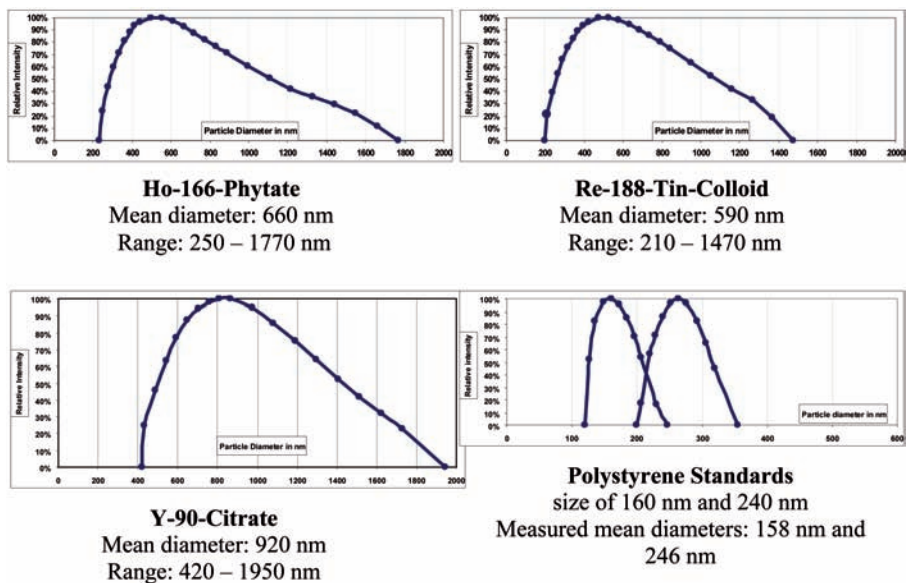 100%
90%
80%
70%
60%
50%
40%
30%
20%
10%
0%
Relative Intensity
Particle Diameter in nm
0 200 400 600 800 1000 1200 1400 1600 1800 2000
Ho-166-Phytate
Mean diameter: 660 nm
Range: 250 – 1770 nm
100%
90%
80%
70%
60%
50%
40%
30%
20%
10%
0%
Relative Intensity
Particle Diameter in nm
0 200 400 600 800 1000 1200 1400 1600 1800 2000
Re-188-Tin-Colloid
Mean diameter: 590 nm
Range: 210 – 1470 nm
100%
90%
80%
70%
60%
50%
40%
30%
20%
10%
0%
Relative Intensity
Particle Diameter in nm
0 200 400 600 800 1000 1200 1400 1600 1800 2000
Y-90-Citrate
Mean diameter: 920 nm
Range: 420 – 1950 nm
100%
90%
80%
70%
60%
50%
40%
30%
20%
10%
0%
Relative Intensity
Particle diameter in nm
0 100 200 300 400 500 600
Polystyrene Standards
size of 160 nm and 240 nm
Measured mean diameters: 158 nm and
246 nm